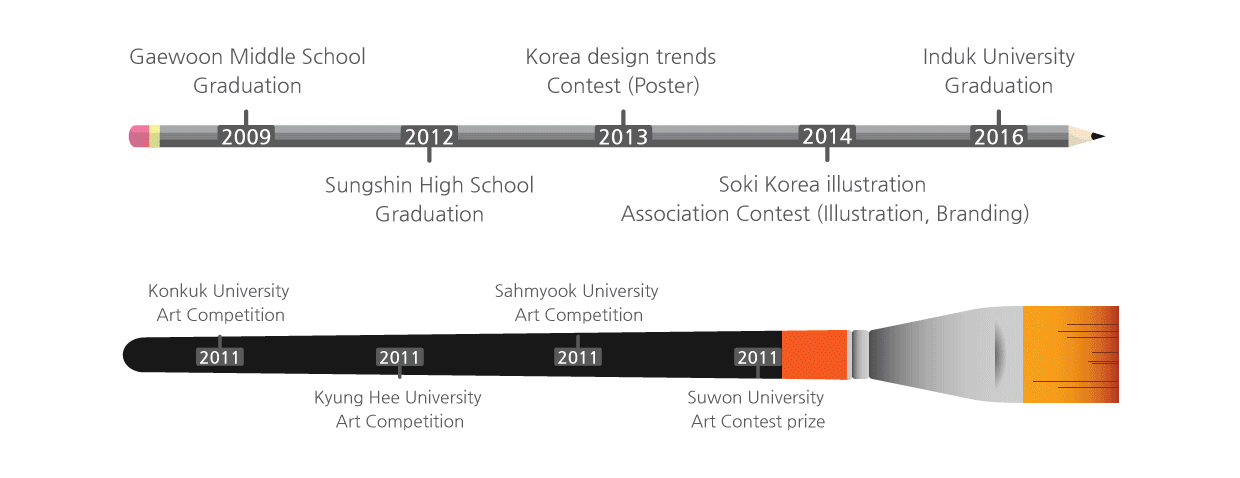 Gaewoon Middle School
Graduation
Korea design trends
Contest (Poster)
Induk University
Graduation
2009
2012
2013
2014
2016
Sungshin High School
Graduation
Soki Korea illustration
Association Contest (Illustration, Branding)
Konkuk University
Art Competition
Sahmyook University
Art Competition
2011
2011
2011
2011
Kyung Hee University
Art Competition
Suwon University
Art Contest prize